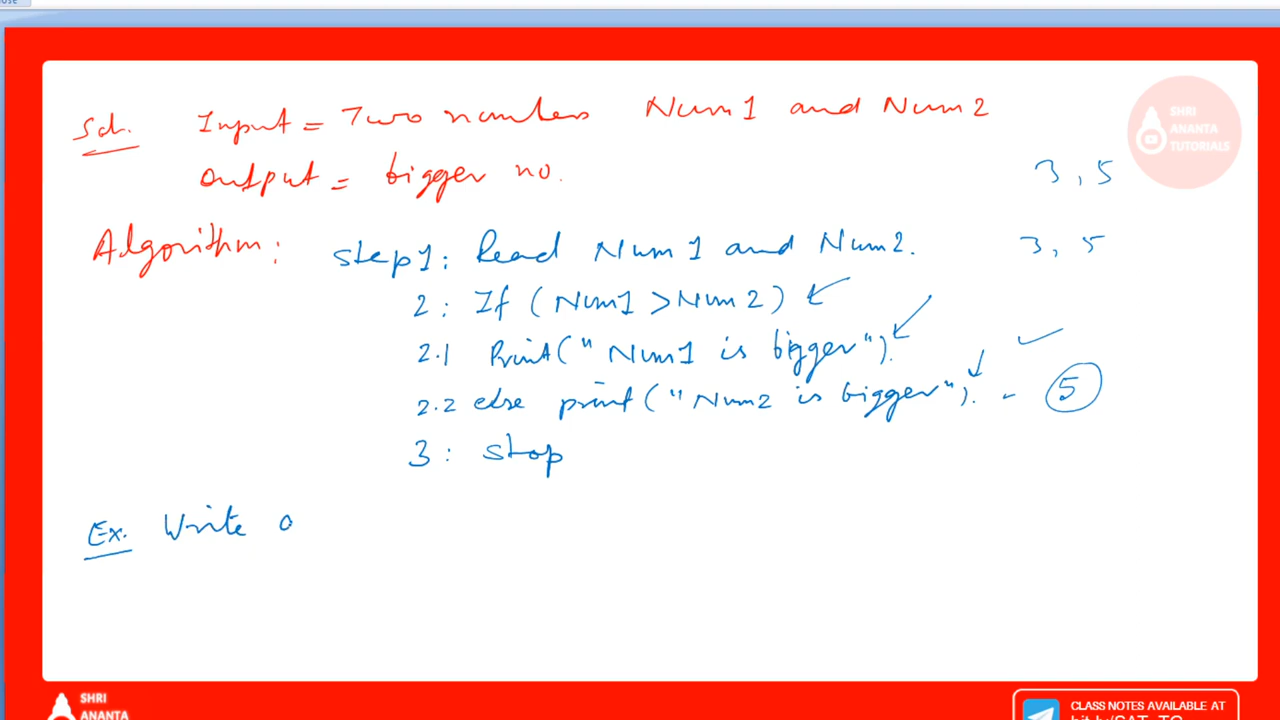 ose
Sol. Input = Two numbers Num1 and Num2
SHRI
ANANTA
TUTORIALS
Output = bigger no.
3, 5
Algorithm: step1: Read Num1 and Num2. 3, 5
2: If (Num1 > Num2)
2.1 Print(" Num1 is bigger").
2.2 else print(" Num2 is bigger"). - 5
3: stop
Ex. Write a
SHRI
ANANTA
CLASS NOTES AVAILABLE AT